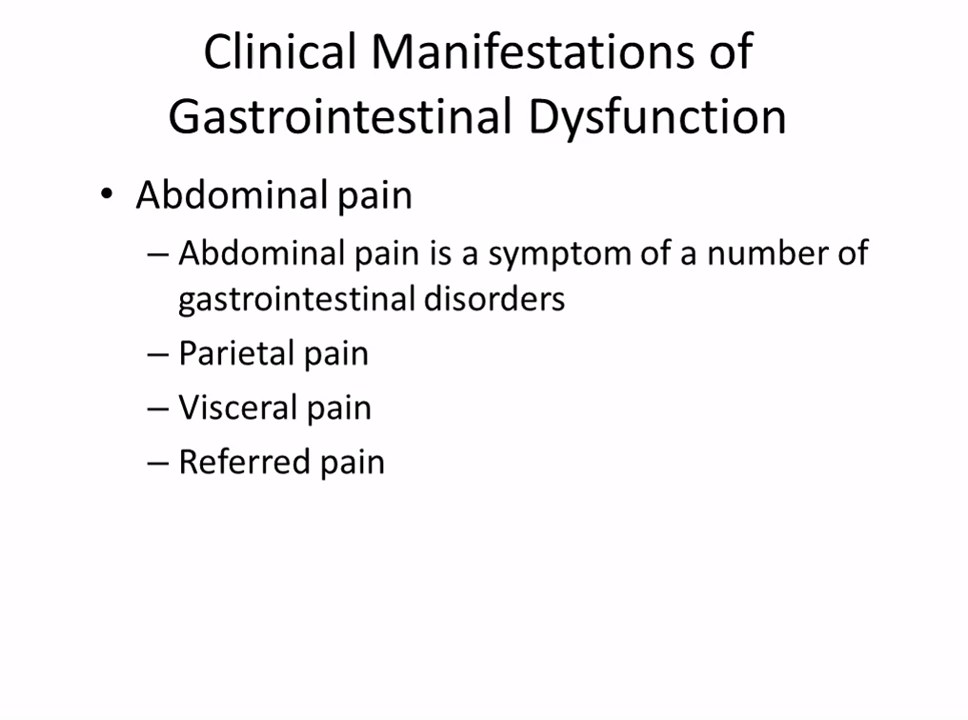 Clinical Manifestations of
Gastrointestinal Dysfunction
• Abdominal pain
– Abdominal pain is a symptom of a number of
gastrointestinal disorders
– Parietal pain
– Visceral pain
– Referred pain